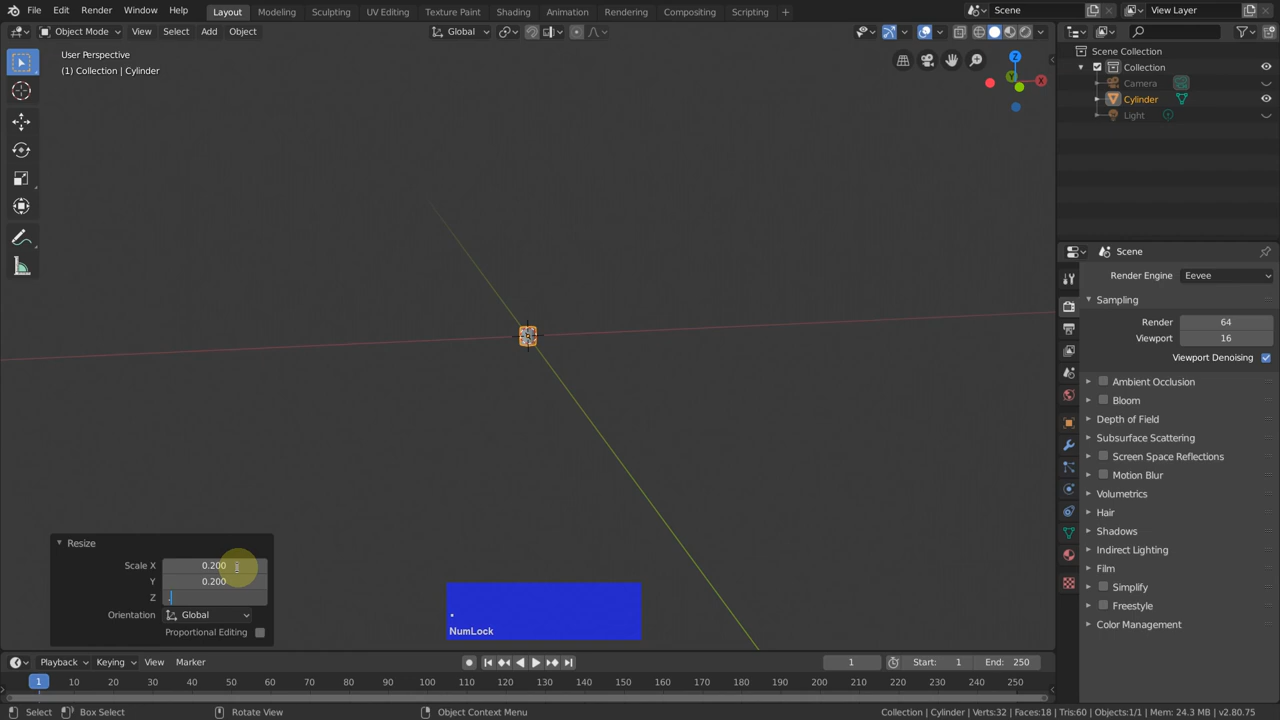 File Edit Render Window Help Layout Modeling Sculpting UV Editing Texture Paint Shading Animation Rendering Compositing Scripting + Scene View Layer
Object Mode View Select Add Object Global
User Perspective
(1) Collection | Cylinder
Z
X
Y
Scene Collection
Collection
Camera
Cylinder
Light
Scene
Render Engine Eevee
Sampling
Render 64
Viewport 16
Viewport Denoising
Ambient Occlusion
Bloom
Depth of Field
Subsurface Scattering
Screen Space Reflections
Motion Blur
Volumetrics
Hair
Shadows
Indirect Lighting
Film
Simplify
Freestyle
Color Management
Resize
Scale X 0.200
Y 0.200
Z .
Orientation Global
Proportional Editing
.
NumLock
Playback Keying View Marker 1 Start: 1 End: 250
1 10 20 30 40 50 60 70 80 90 100 110 120 130 140 150 160 170 180 190 200 210 220 230 240 250
Select Box Select Rotate View Object Context Menu Collection | Cylinder | Verts:32 | Faces:18 | Tris:60 | Objects:1/1 | Mem: 24.3 MB | v2.80.75